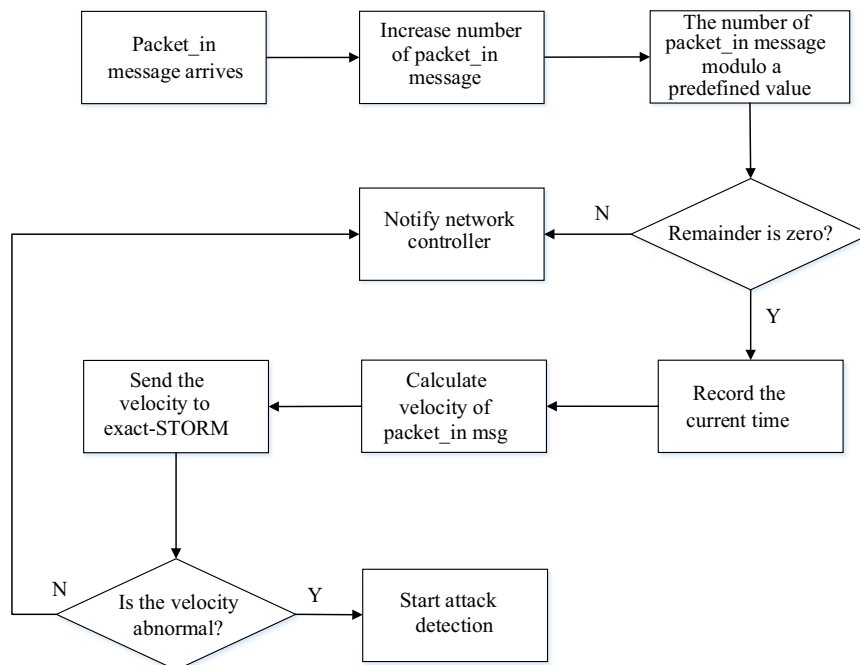 Packet_in
message arrives
Increase number
of packet_in
message
The number of
packet_in message
modulo a
predefined value
Notify network
controller
N
Remainder is zero?
Y
Send the
velocity to
exact-STORM
Calculate
velocity of
packet_in msg
Record the
current time
N
Is the velocity
abnormal?
Y
Start attack
detection